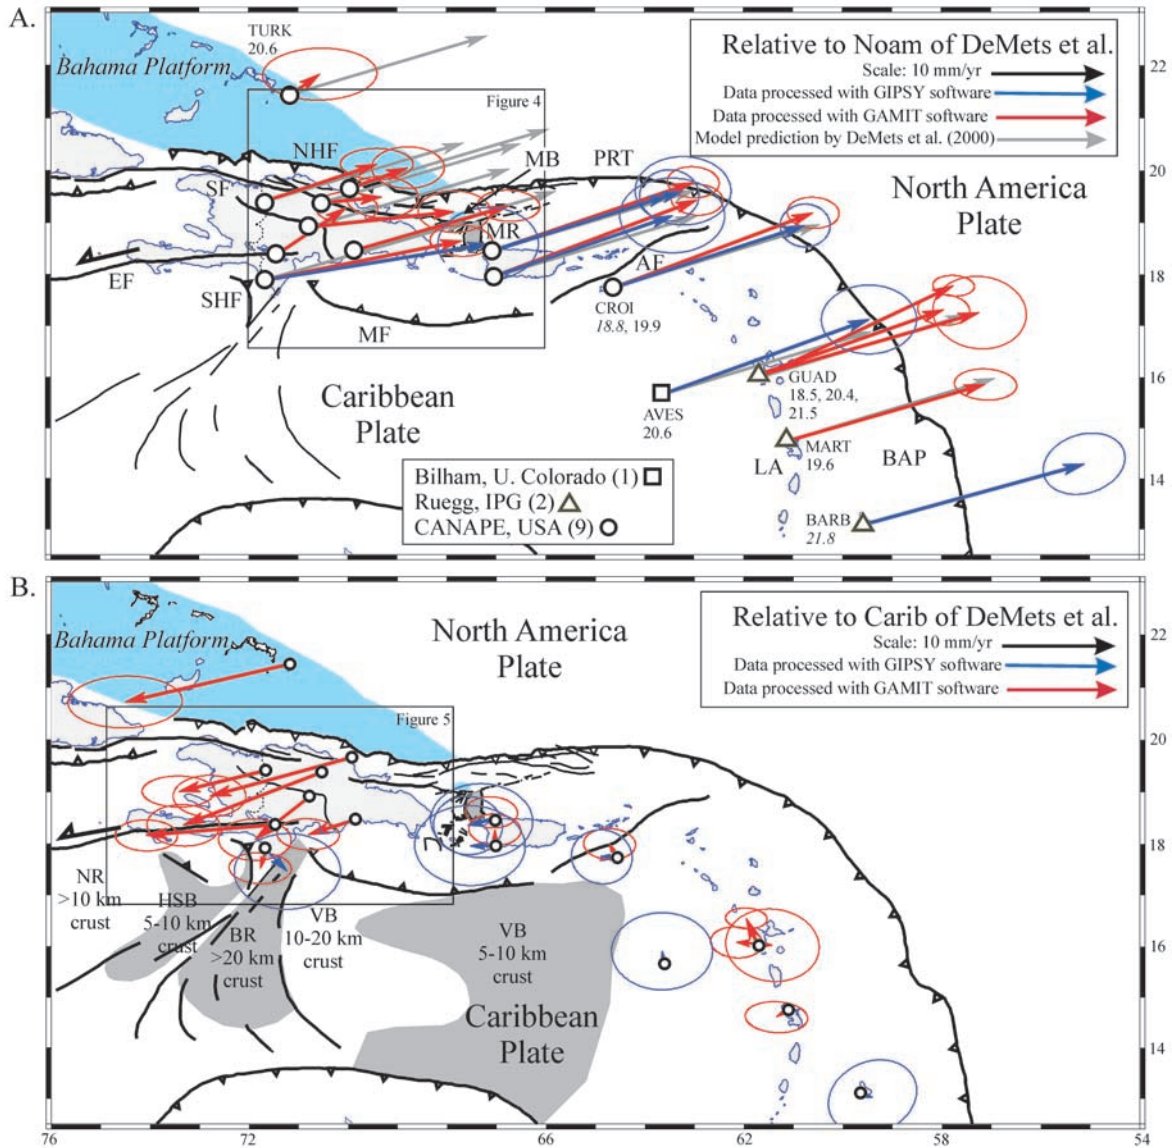 A.
TURK
20.6
Bahama Platform
Figure 4
Relative to Noam of DeMets et al.
Scale: 10 mm/yr
Data processed with GIPSY software
Data processed with GAMIT software
Model prediction by DeMets et al. (2000)
22
20
18
16
14
NHF
MB
PRT
SF
MR
North America
Plate
EF
SHF
MF
AF
CROI
18.8, 19.9
Caribbean
Plate
AVES
20.6
GUAD
18.5, 20.4,
21.5
MART
19.6
LA
BAP
BARB
21.8
Bilham, U. Colorado (1)
Ruegg, IPG (2)
CANAPE, USA (9)
B.
Bahama Platform
North America
Plate
Relative to Carib of DeMets et al.
Scale: 10 mm/yr
Data processed with GIPSY software
Data processed with GAMIT software
22
20
18
16
14
Figure 5
NR
>10 km
crust
HSB
5-10 km
crust
BR
>20 km
crust
VB
10-20 km
crust
VB
5-10 km
crust
Caribbean
Plate
76
72
66
62
58
54